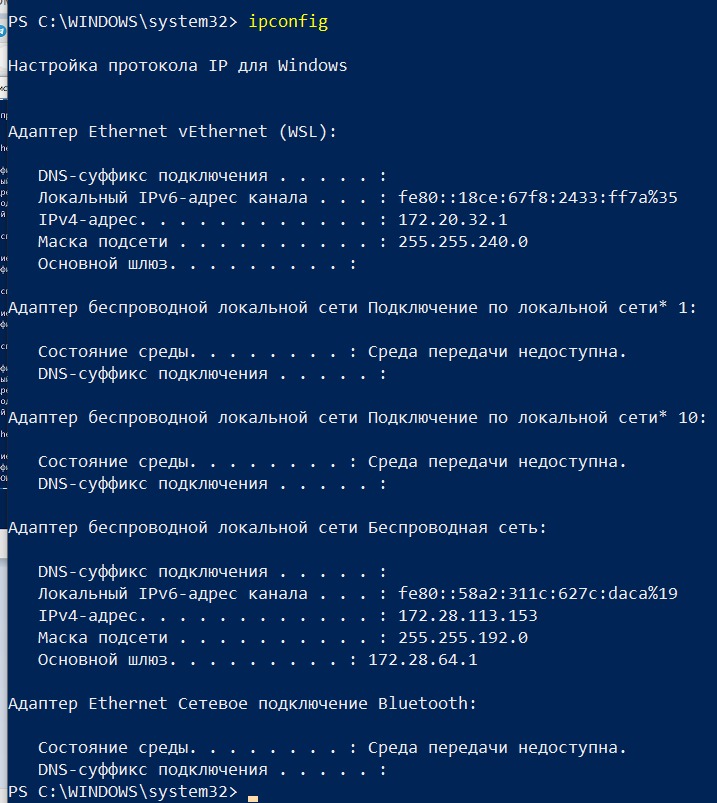 PS C:\WINDOWS\system32> ipconfig
Настройка протокола IP для Windows
Адаптер Ethernet vEthernet (WSL):
DNS-суффикс подключения . . . . . :
Локальный IPv6-адрес канала . . . : fe80::18ce:67f8:2433:ff7a%35
IPv4-адрес. . . . . . . . . . . . : 172.20.32.1
Маска подсети . . . . . . . . . . : 255.255.240.0
Основной шлюз. . . . . . . . . :
Адаптер беспроводной локальной сети Подключение по локальной сети* 1:
Состояние среды. . . . . . . . : Среда передачи недоступна.
DNS-суффикс подключения . . . . . :
Адаптер беспроводной локальной сети Подключение по локальной сети* 10:
Состояние среды. . . . . . . . : Среда передачи недоступна.
DNS-суффикс подключения . . . . . :
Адаптер беспроводной локальной сети Беспроводная сеть:
DNS-суффикс подключения . . . . . :
Локальный IPv6-адрес канала . . . : fe80::58a2:311c:627c:daca%19
IPv4-адрес. . . . . . . . . . . . : 172.28.113.153
Маска подсети . . . . . . . . . . : 255.255.192.0
Основной шлюз. . . . . . . . . : 172.28.64.1
Адаптер Ethernet Сетевое подключение Bluetooth:
Состояние среды. . . . . . . . : Среда передачи недоступна.
DNS-суффикс подключения . . . . . :
PS C:\WINDOWS\system32>